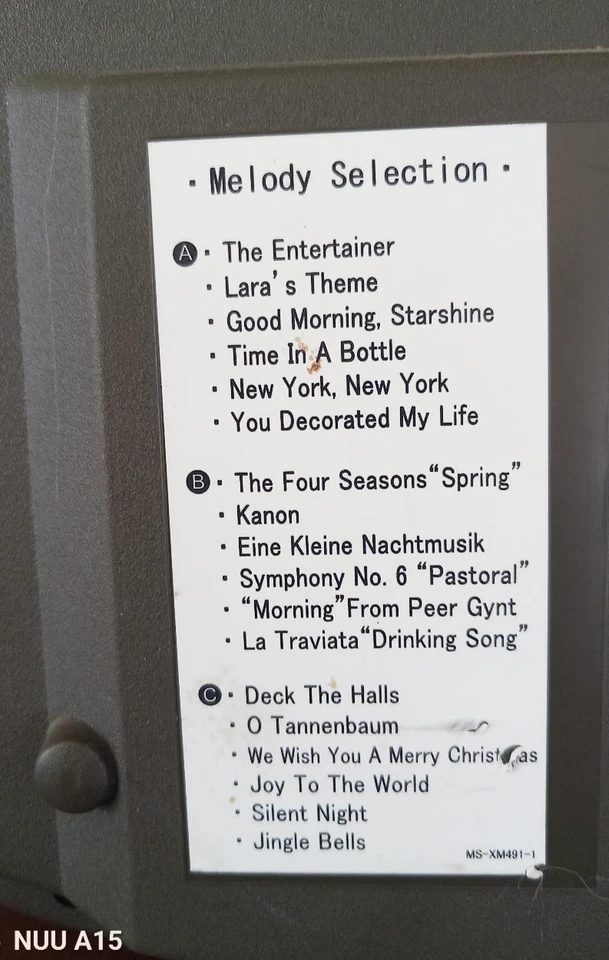 · Melody Selection ·
A · The Entertainer
· Lara's Theme
· Good Morning, Starshine
· Time In A Bottle
· New York, New York
· You Decorated My Life
B · The Four Seasons “Spring”
· Kanon
· Eine Kleine Nachtmusik
· Symphony No. 6 “Pastoral”
· “Morning” From Peer Gynt
· La Traviata “Drinking Song”
C · Deck The Halls
· O Tannenbaum
· We Wish You A Merry Christmas
· Joy To The World
· Silent Night
· Jingle Bells
MS-XM491-1
NUU A15